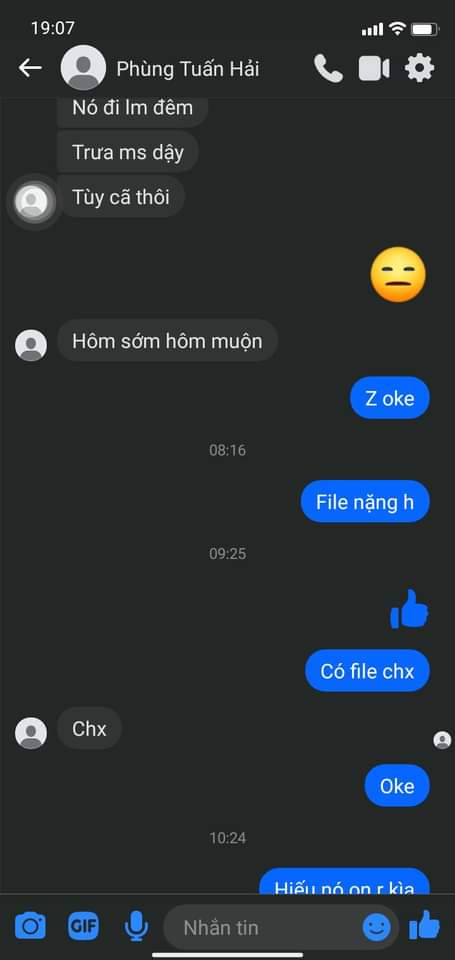 19:07
Phùng Tuấn Hải
Nó đi lm đêm
Trưa ms dậy
Tùy cã thôi
Hôm sớm hôm muộn
Z oke
08:16
File nặng h
09:25
Có file chx
Chx
Oke
10:24
Hiếu nó on r kìa
GIF
Nhắn tin